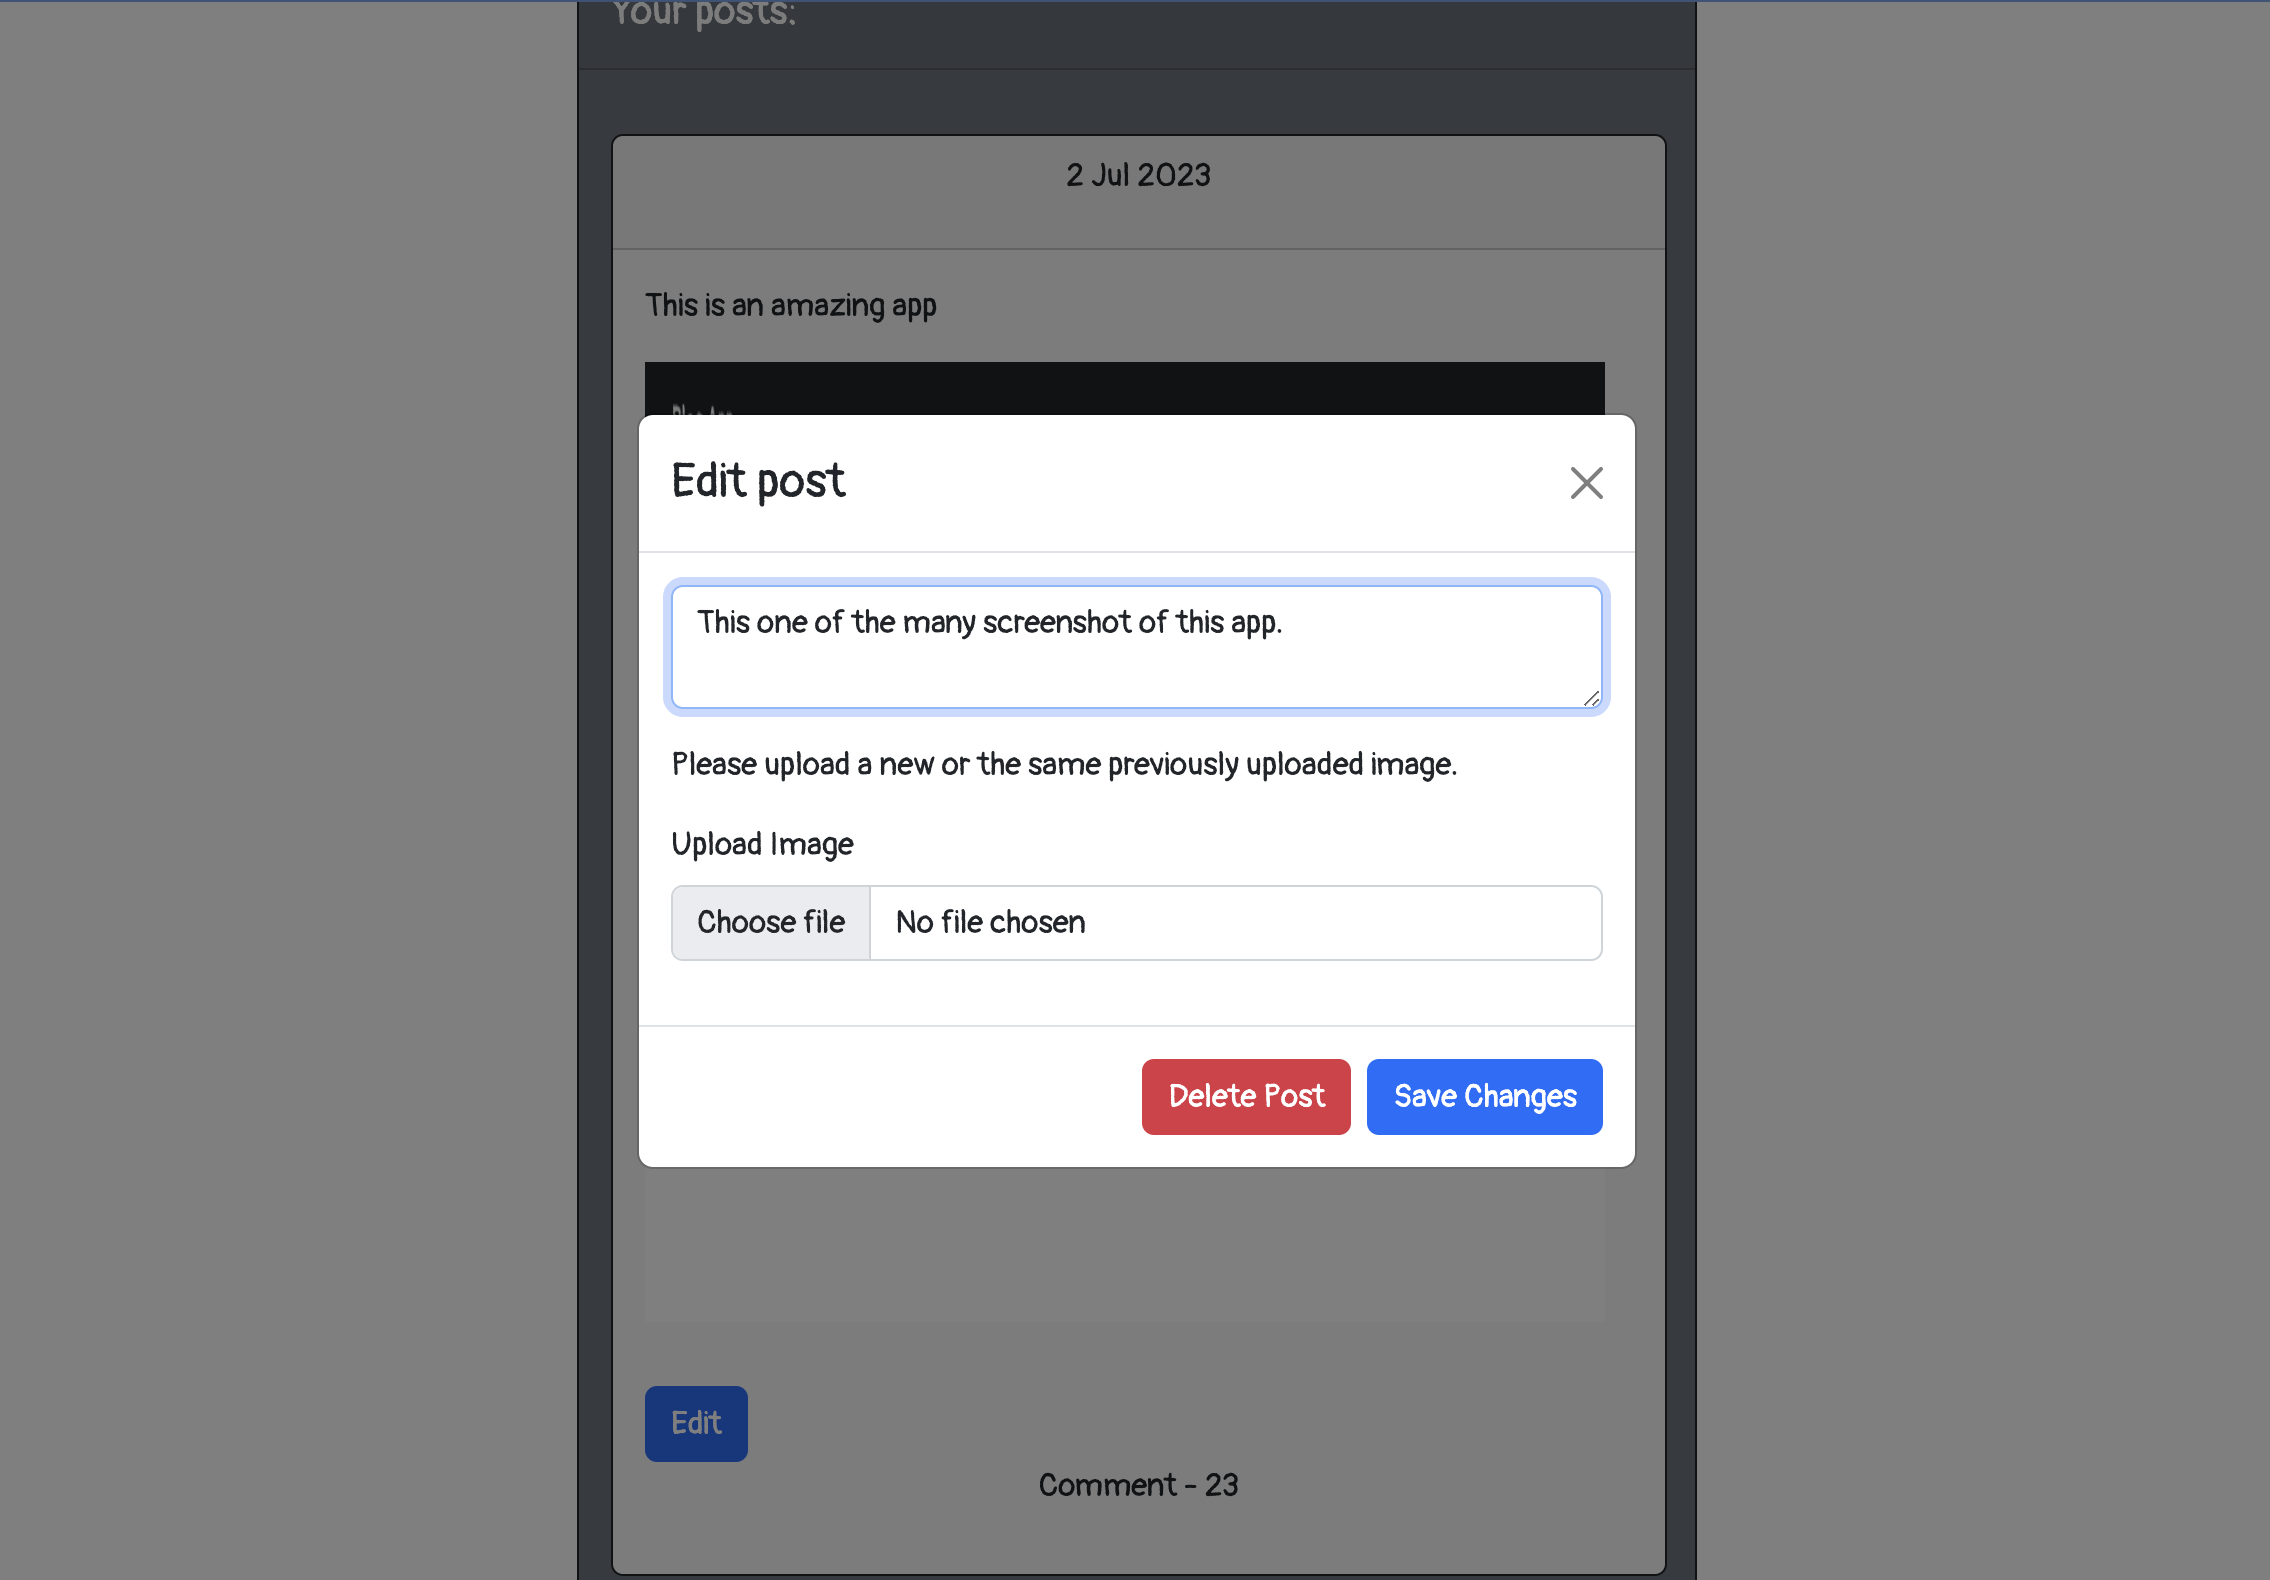 Your posts:
2 Jul 2023
This is an amazing app
Edit post
This one of the many screenshot of this app.
Please upload a new or the same previously uploaded image.
Upload Image
Choose file No file chosen
Delete Post Save Changes
Edit
Comment - 23